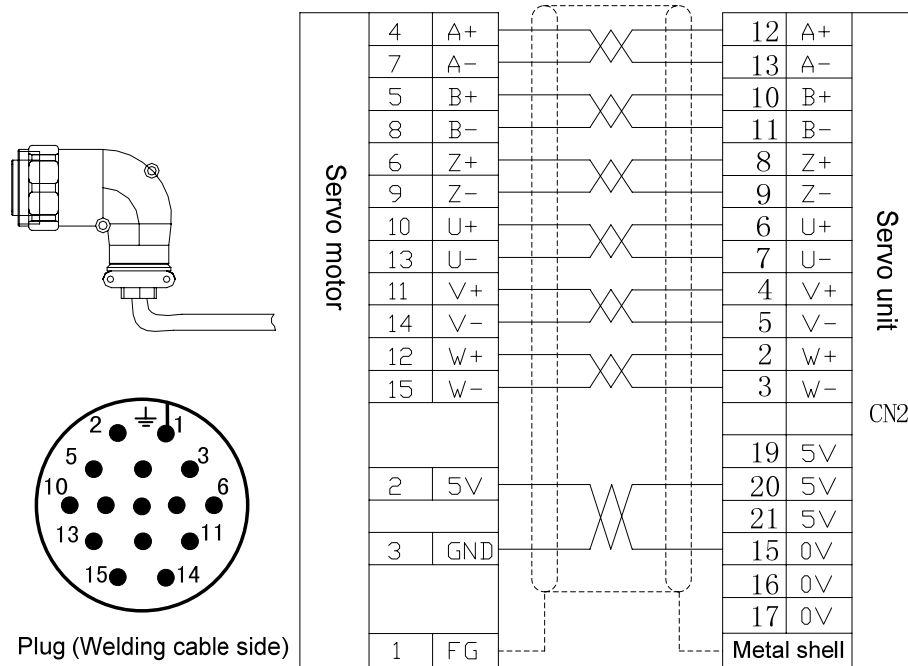 4 A+ 12 A+
7 A- 13 A-
5 B+ 10 B+
8 B- 11 B-
6 Z+ 8 Z+
9 Z- 9 Z-
10 U+ 6 U+
13 U- 7 U-
11 V+ 4 V+
14 V- 5 V-
12 W+ 2 W+
15 W- 3 W-
19 5V
2 5V 20 5V
21 5V
3 GND 15 0V
16 0V
17 0V
1 FG Metal shell
Servo motor
Servo unit
CN2
2 1
5 3
10 6
13 11
15 14
Plug (Welding cable side)